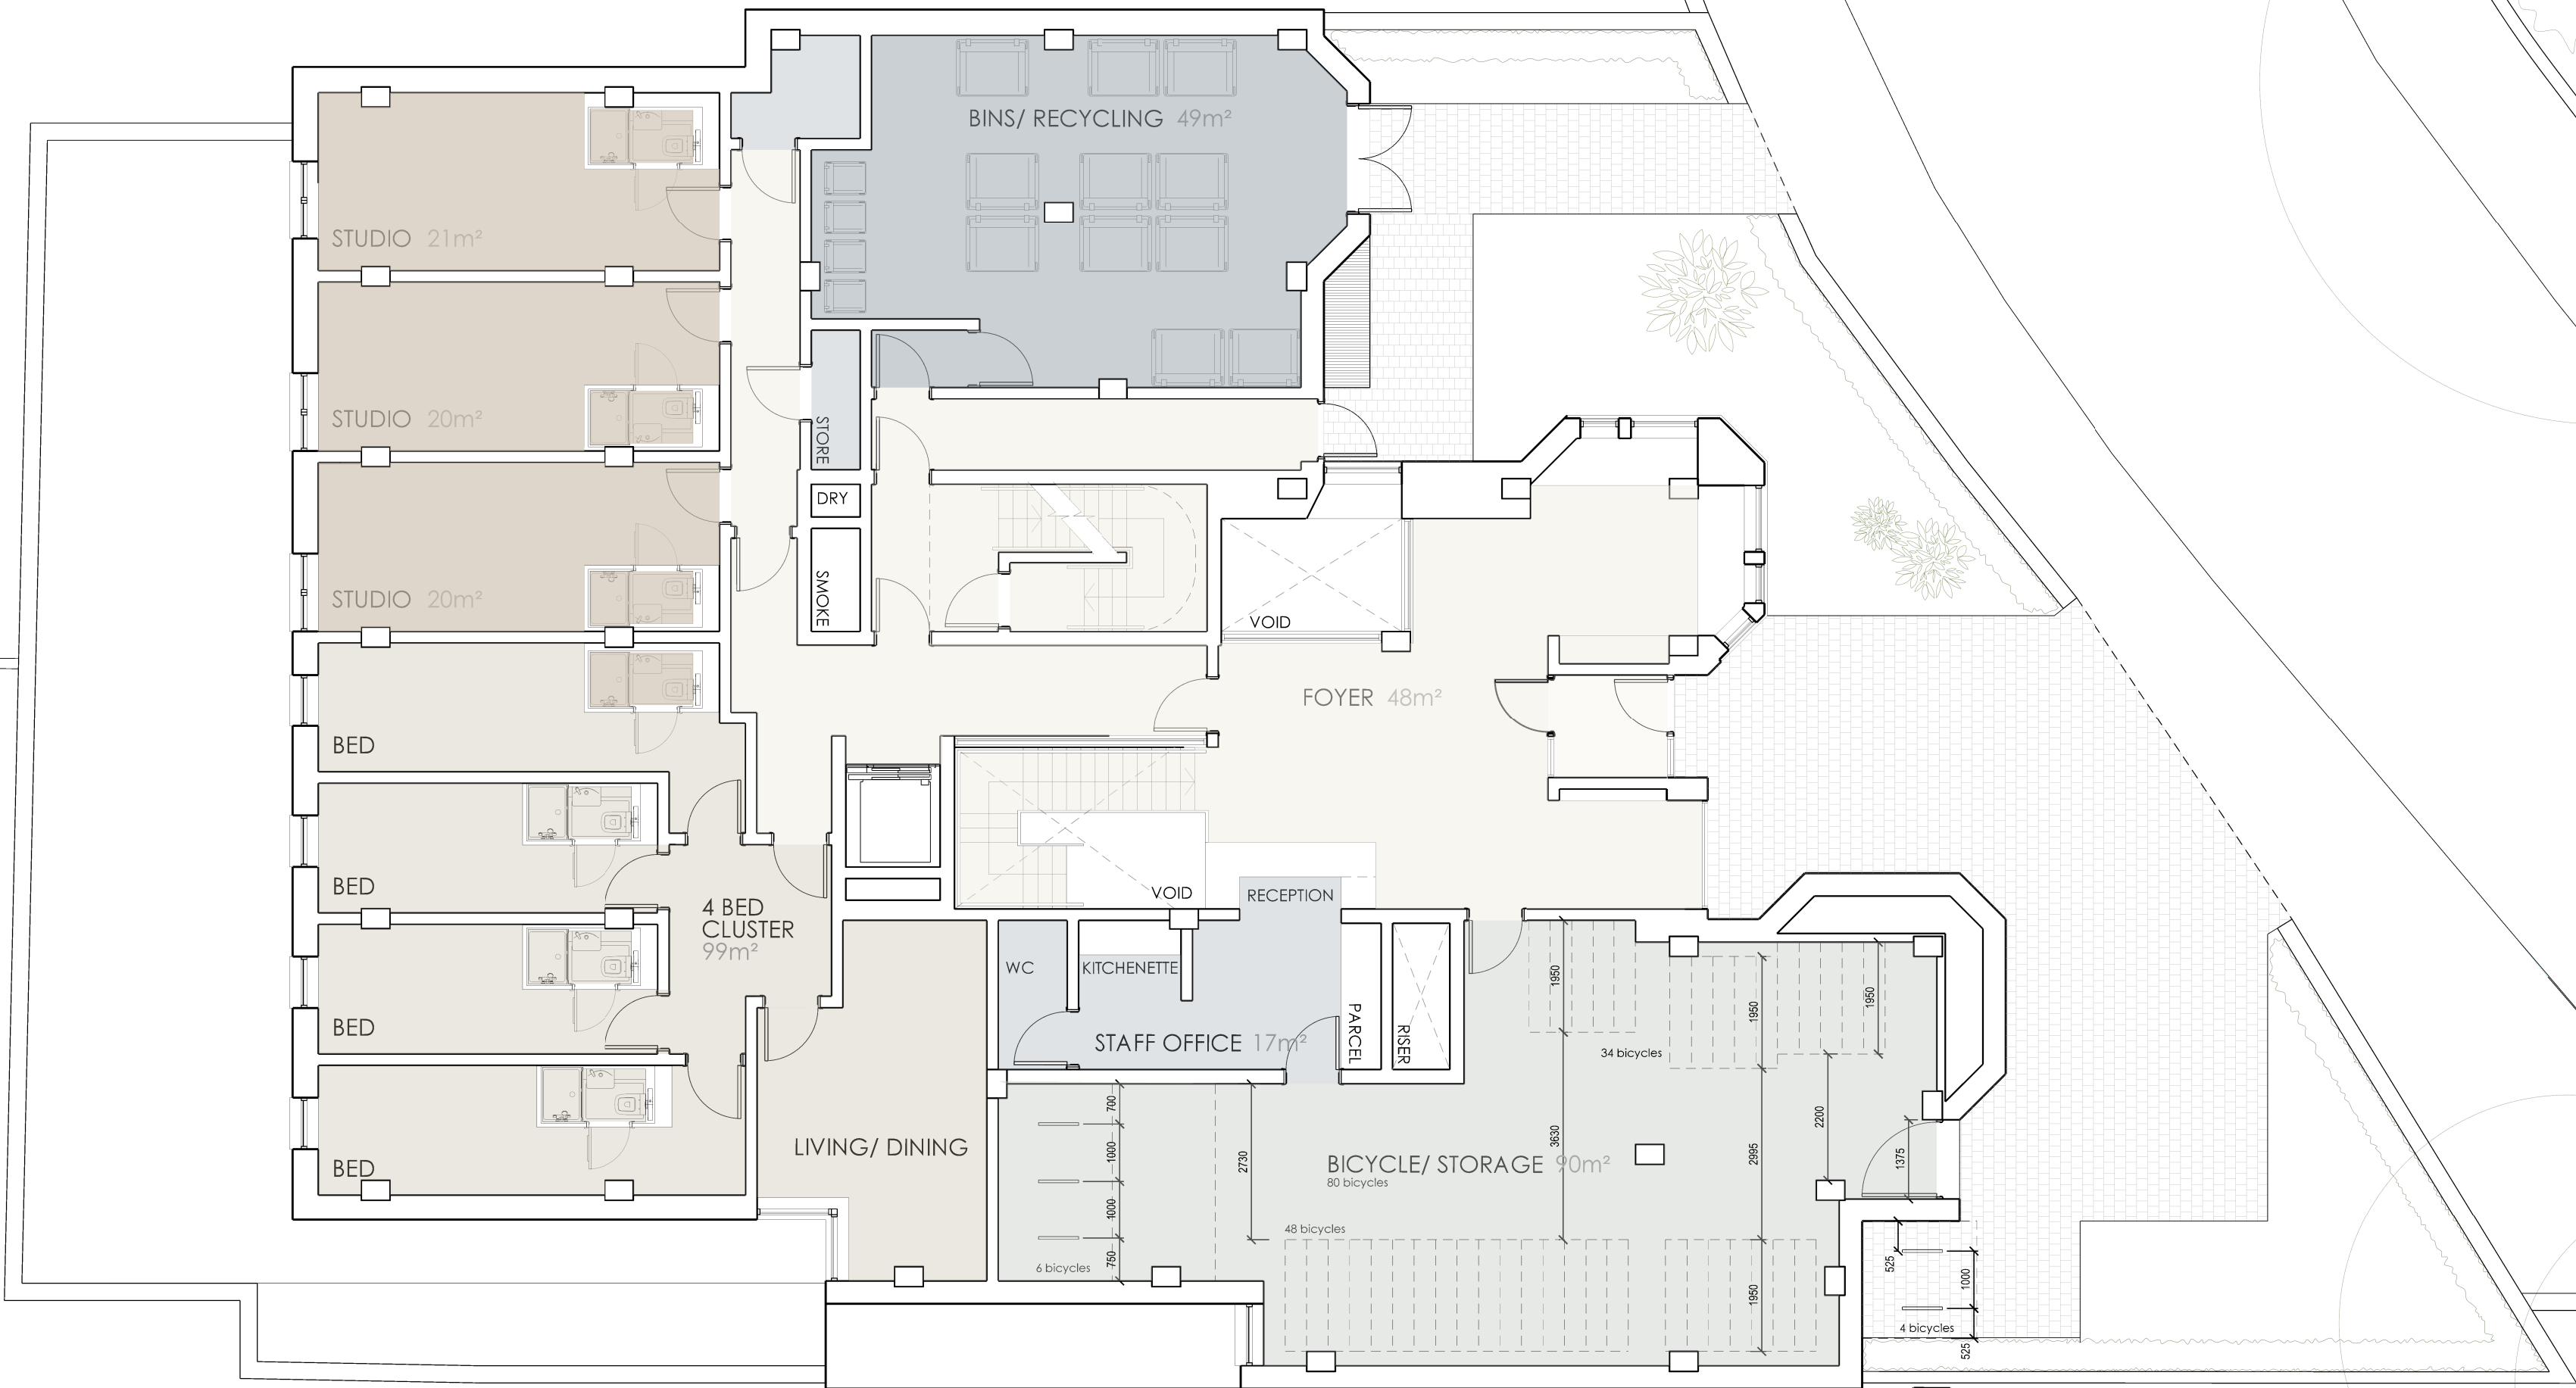 BINS/ RECYCLING 49m²
STUDIO 21m²
STUDIO 20m²
STORE
DRY
STUDIO 20m²
SMOKE
VOID
FOYER 48m²
BED
BED
VOID
RECEPTION
4 BED
CLUSTER
99m²
WC
KITCHENETTE
BED
STAFF OFFICE 17m²
PARCEL
RISER
1950
1950
1950
34 bicycles
BED
LIVING/ DINING
700
1000
1000
750
6 bicycles
2730
BICYCLE/ STORAGE 90m²
80 bicycles
3630
2995
2200
1375
48 bicycles
1950
525
1000
4 bicycles
525